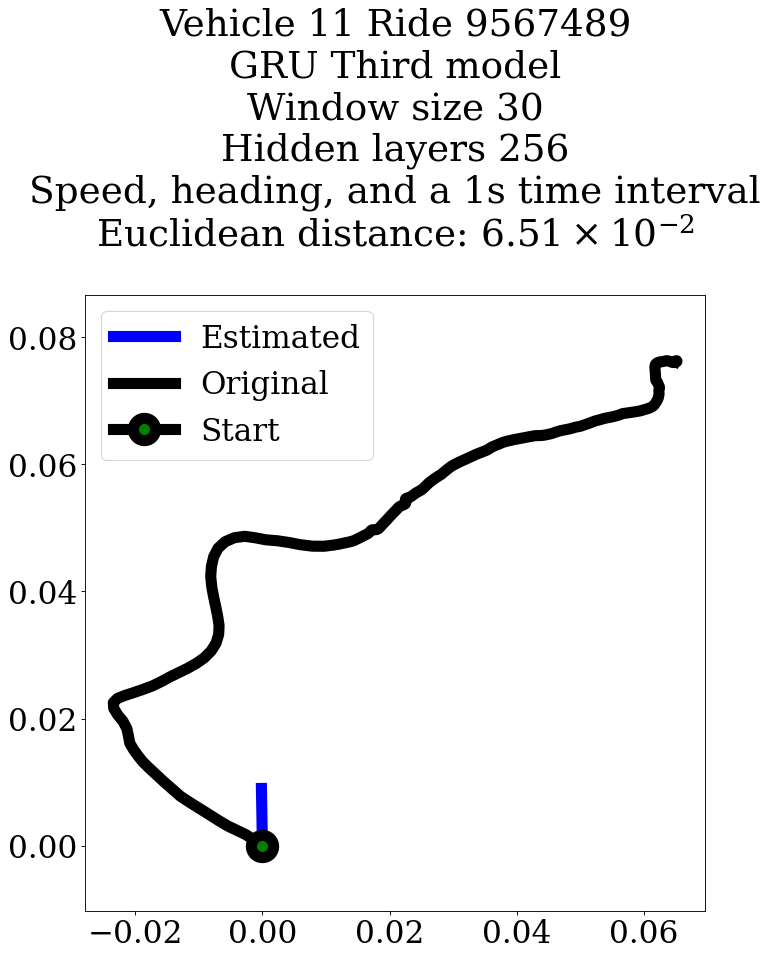 Vehicle 11 Ride 9567489
GRU Third model
Window size 30
Hidden layers 256
Speed, heading, and a 1s time interval
Euclidean distance: 6.51 × 10⁻²
Estimated
Original
Start
0.08
0.06
0.04
0.02
0.00
−0.02 0.00 0.02 0.04 0.06